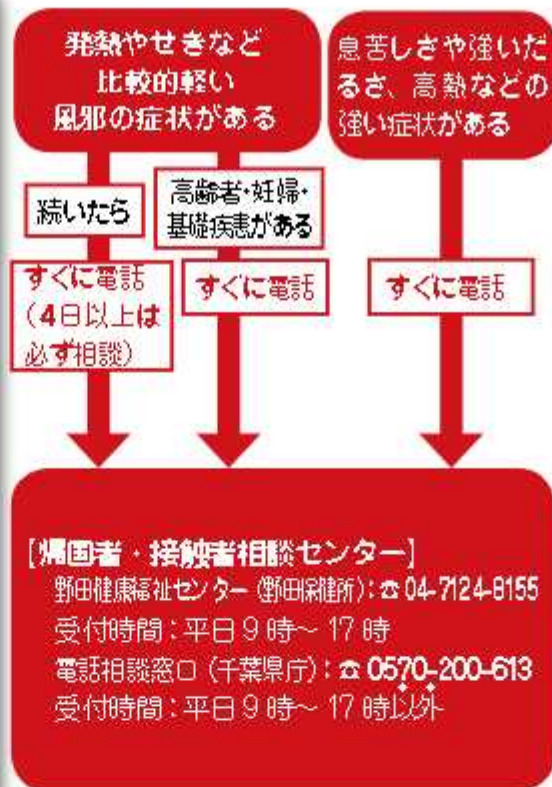 発熱やせきなど
比較的軽い
風邪の症状がある
息苦しさや強いだ
るさ、高熱などの
強い症状がある
続いたら
高齢者・妊婦・
基礎疾患がある
すぐに電話
(4日以上は
必ず相談)
すぐに電話
すぐに電話
【帰国者・接触者相談センター】
野田健康福祉センター(野田保健所):☎04-7124-8155
受付時間:平日9時～17時
電話相談窓口(千葉県庁):☎0570-200-613
受付時間:平日9時～17時以外